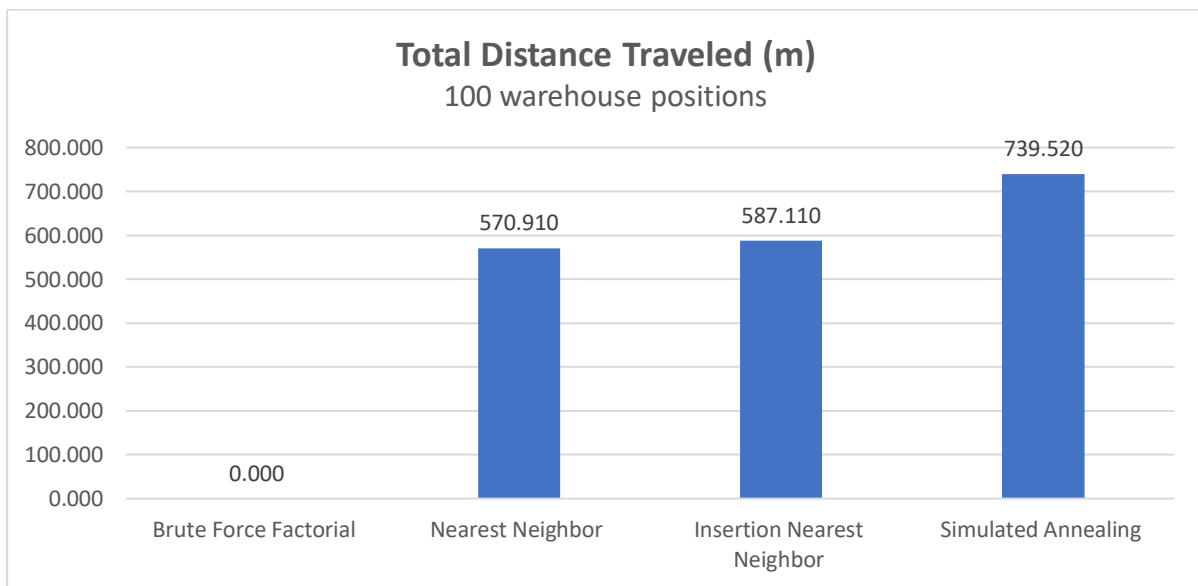 Total Distance Traveled (m)
100 warehouse positions
800.000
700.000
600.000
500.000
400.000
300.000
200.000
100.000
0.000
0.000
570.910
587.110
739.520
Brute Force Factorial
Nearest Neighbor
Insertion Nearest
Neighbor
Simulated Annealing